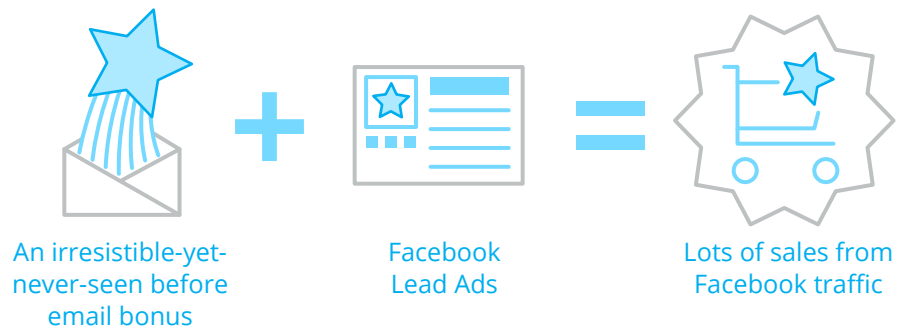 An irresistible-yet-
never-seen before
email bonus
Facebook
Lead Ads
Lots of sales from
Facebook traffic